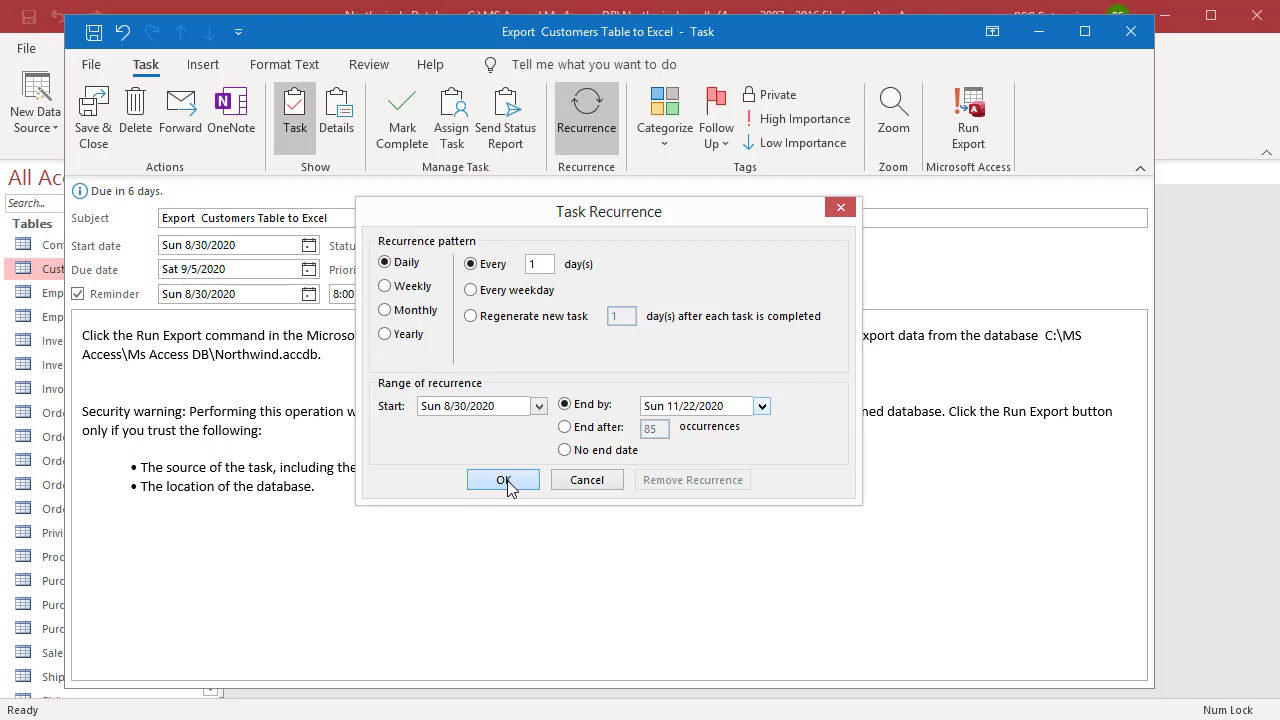 Export  Customers Table to Excel  -  Task
File
File Task Insert Format Text Review Help Tell me what you want to do
New Data
Source
Save &
Close
Delete
Forward
OneNote
Task
Details
Mark
Complete
Assign
Task
Send Status
Report
Recurrence
Categorize
Follow
Up
Private
High Importance
Low Importance
Zoom
Run
Export
Actions
Show
Manage Task
Recurrence
Tags
Zoom
Microsoft Access
All Ac
Search...
Tables
Cust
Emp
Inve
Inve
Inve
Orde
Orde
Orde
Orde
Privi
Prod
Purc
Purc
Purc
Sale
Ship
Due in 6 days.
Subject Export  Customers Table to Excel
Start date Sun 8/30/2020 Statu
Due date Sat 9/5/2020 Priori
Reminder Sun 8/30/2020 8:00
Click the Run Export command in the Microso
xport data from the database  C:\MS
Access\Ms Access DB\Northwind.accdb.
Security warning: Performing this operation w
ned database. Click the Run Export button
only if you trust the following:
• The source of the task, including the
• The location of the database.
Task Recurrence
Recurrence pattern
Daily
Weekly
Monthly
Yearly
Every 1 day(s)
Every weekday
Regenerate new task 1 day(s) after each task is completed
Range of recurrence
Start: Sun 8/30/2020
End by: Sun 11/22/2020
End after: 85 occurrences
No end date
OK Cancel Remove Recurrence
Ready
Num Lock